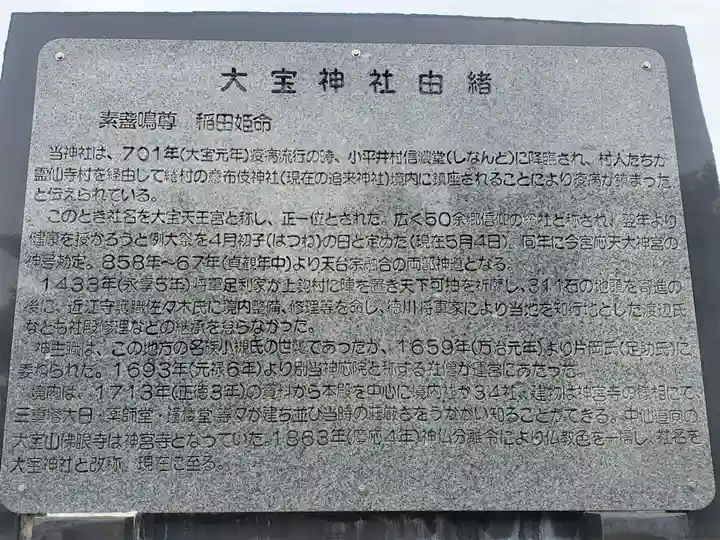 大宝神社由緒
素盞鳴尊 稲田姫命
当神社は、701年(大宝元年)疫病流行の時、小平井村信濃堂(しなんと)に降臨され、村人たちが
霊仙寺村を経由して綣村の意布伎神社(現在の追来神社)境内に鎮座されることにより疫病が鎮まった
と伝えられている。
このとき社名を大宝天王宮と称し、正一位とされた。広く50余郷信仰の総社と称され、翌年より
健康を授かろうと例大祭を4月初子(はつね)の日と定めた(現在5月4日)。同年に今宮応天大神宮の
神号勅定。858年~67年(貞観年中)より天台宗融合の両部神道となる。
1433年(永享5年)将軍足利家が上鈎村に陣を置き天下可抽を祈願し、811石の地頭を寄進の
後に、近江守護職佐々木氏に境内整備、修理等を命し、徳川将軍家により当地を知行地とした渡辺氏
なども社殿修理などの継承を怠らなかった。
神主職は、この地方の名族小槻氏の世襲であったが、1659年(万治元年)より片岡氏(定助氏)に
委ねられた。1693年(元禄6年)より別当神応院と称する社僧が運営にあたった。
境内は、1713年(正徳3年)の資料から本殿を中心に境内社が34社、建物は神宮寺の様相にて、
三重塔大日・薬師堂・護摩堂 等々が建ち並び当時の荘厳さをうかがい知ることができる。中仙道向の
大宝山佛眼寺は神宮寺となっていた。1863年(慶応4年)神仏分離令により仏教色を一掃し、社名を
大宝神社と改称、現在に至る。